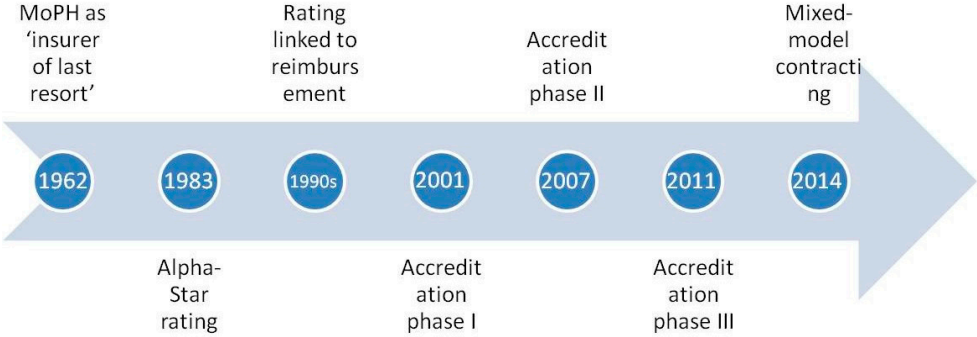 MoPH as
‘insurer
of last
resort’
Rating
linked to
reimburs
ement
Accredit
ation
phase II
Mixed-
model
contracti
ng
1962
1983
1990s
2001
2007
2011
2014
Alpha-
Star
rating
Accredit
ation
phase I
Accredit
ation
phase III